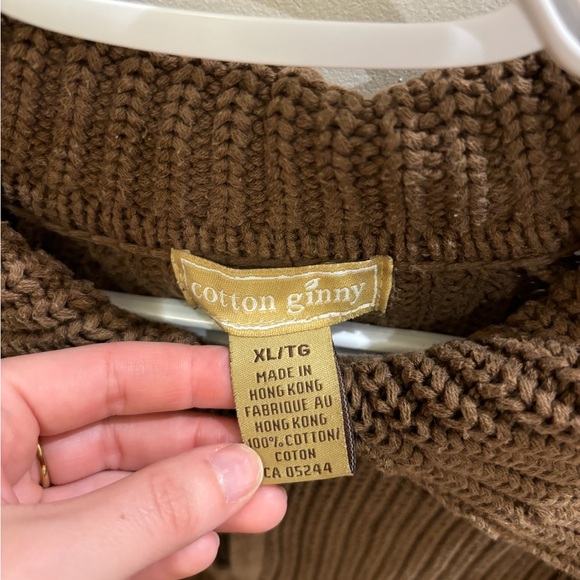 cotton ginny
XL/TG
MADE IN
HONG KONG
FABRIQUE AU
HONG KONG
100% COTTON/
COTON
CA 05244